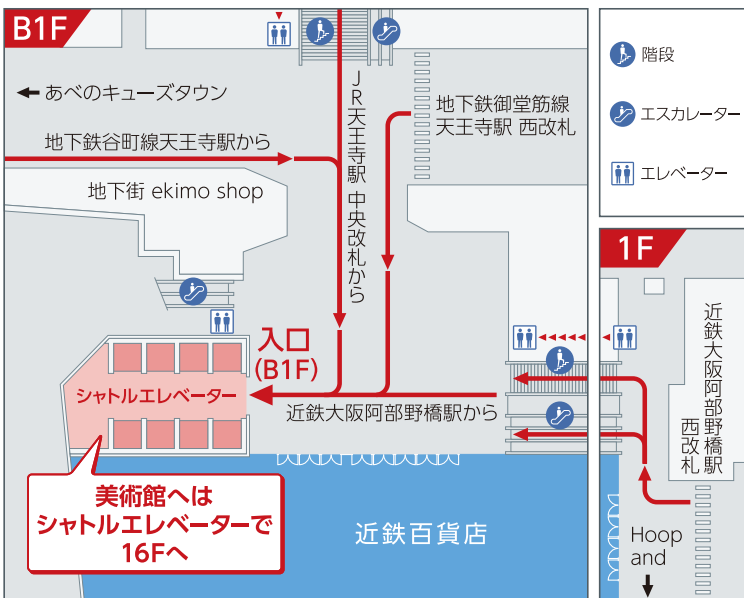 B1F
あべのキューズタウン
地下鉄谷町線天王寺駅から
地下街 ekimo shop
JR天王寺駅 中央改札から
地下鉄御堂筋線
天王寺駅 西改札
入口
(B1F)
シャトルエレベーター
近鉄大阪阿部野橋駅から
美術館へは
シャトルエレベーターで
16Fへ
近鉄百貨店
階段
エスカレーター
エレベーター
1F
近鉄大阪阿部野橋駅
西改札
Hoop
and